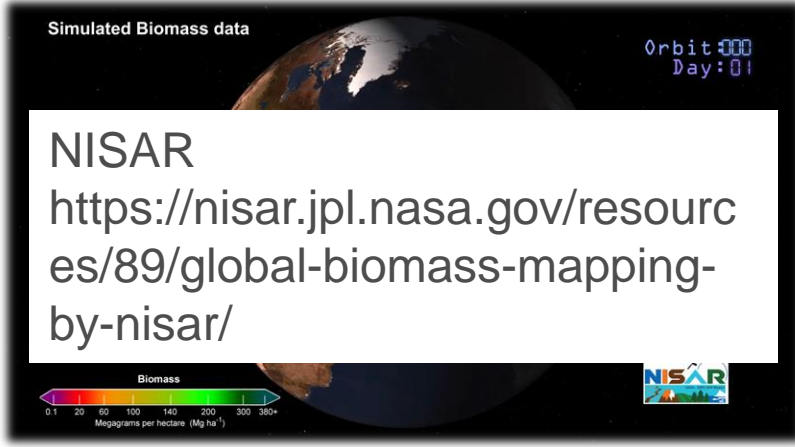 Simulated Biomass data
Orbit:000
Day:01
NISAR
https://nisar.jpl.nasa.gov/resourc
es/89/global-biomass-mapping-
by-nisar/
Biomass
0.1 20 60 100 140 200 300 380+
Megagrams per hectare (Mg ha⁻¹)
NISAR